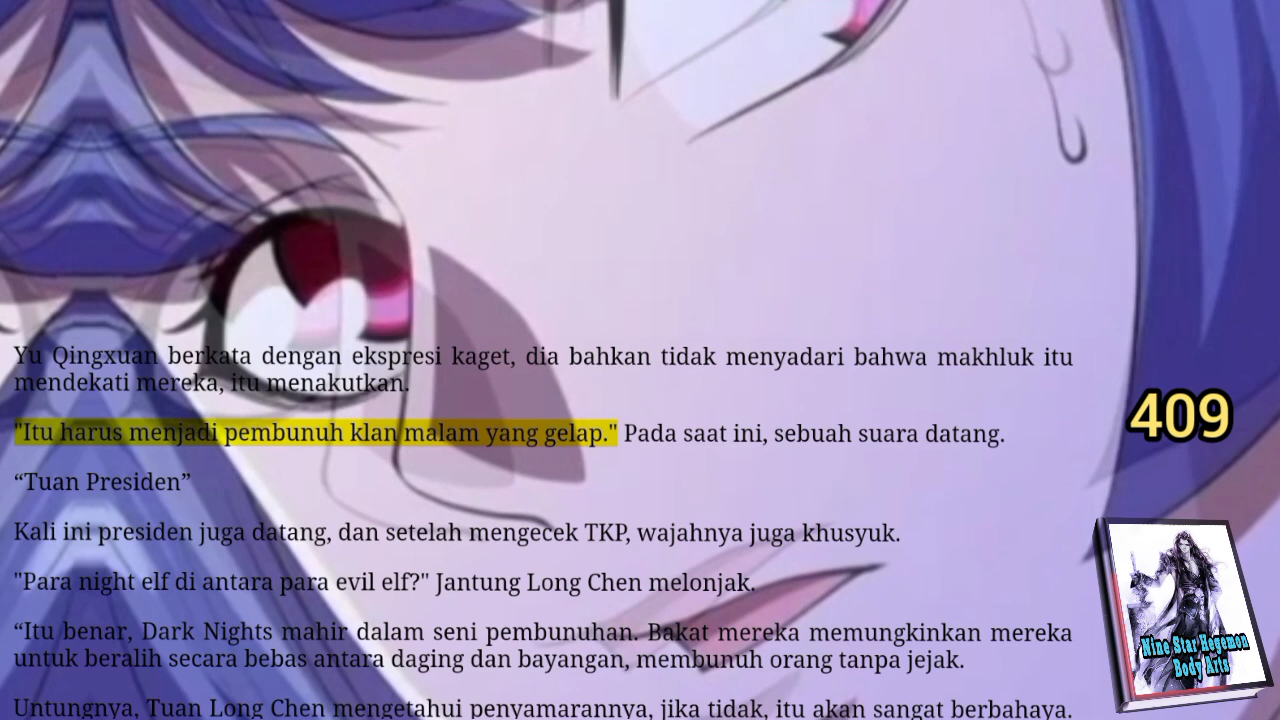 Yu Qingxuan berkata dengan ekspresi kaget, dia bahkan tidak menyadari bahwa makhluk itu
mendekati mereka, itu menakutkan.
"Itu harus menjadi pembunuh klan malam yang gelap." Pada saat ini, sebuah suara datang.
“Tuan Presiden”
Kali ini presiden juga datang, dan setelah mengecek TKP, wajahnya juga khusyuk.
"Para night elf di antara para evil elf?" Jantung Long Chen melonjak.
“Itu benar, Dark Nights mahir dalam seni pembunuhan. Bakat mereka memungkinkan mereka
untuk beralih secara bebas antara daging dan bayangan, membunuh orang tanpa jejak.
Untungnya, Tuan Long Chen mengetahui penyamarannya, jika tidak, itu akan sangat berbahaya.
409
Nine Star Hegemon
Body Arts